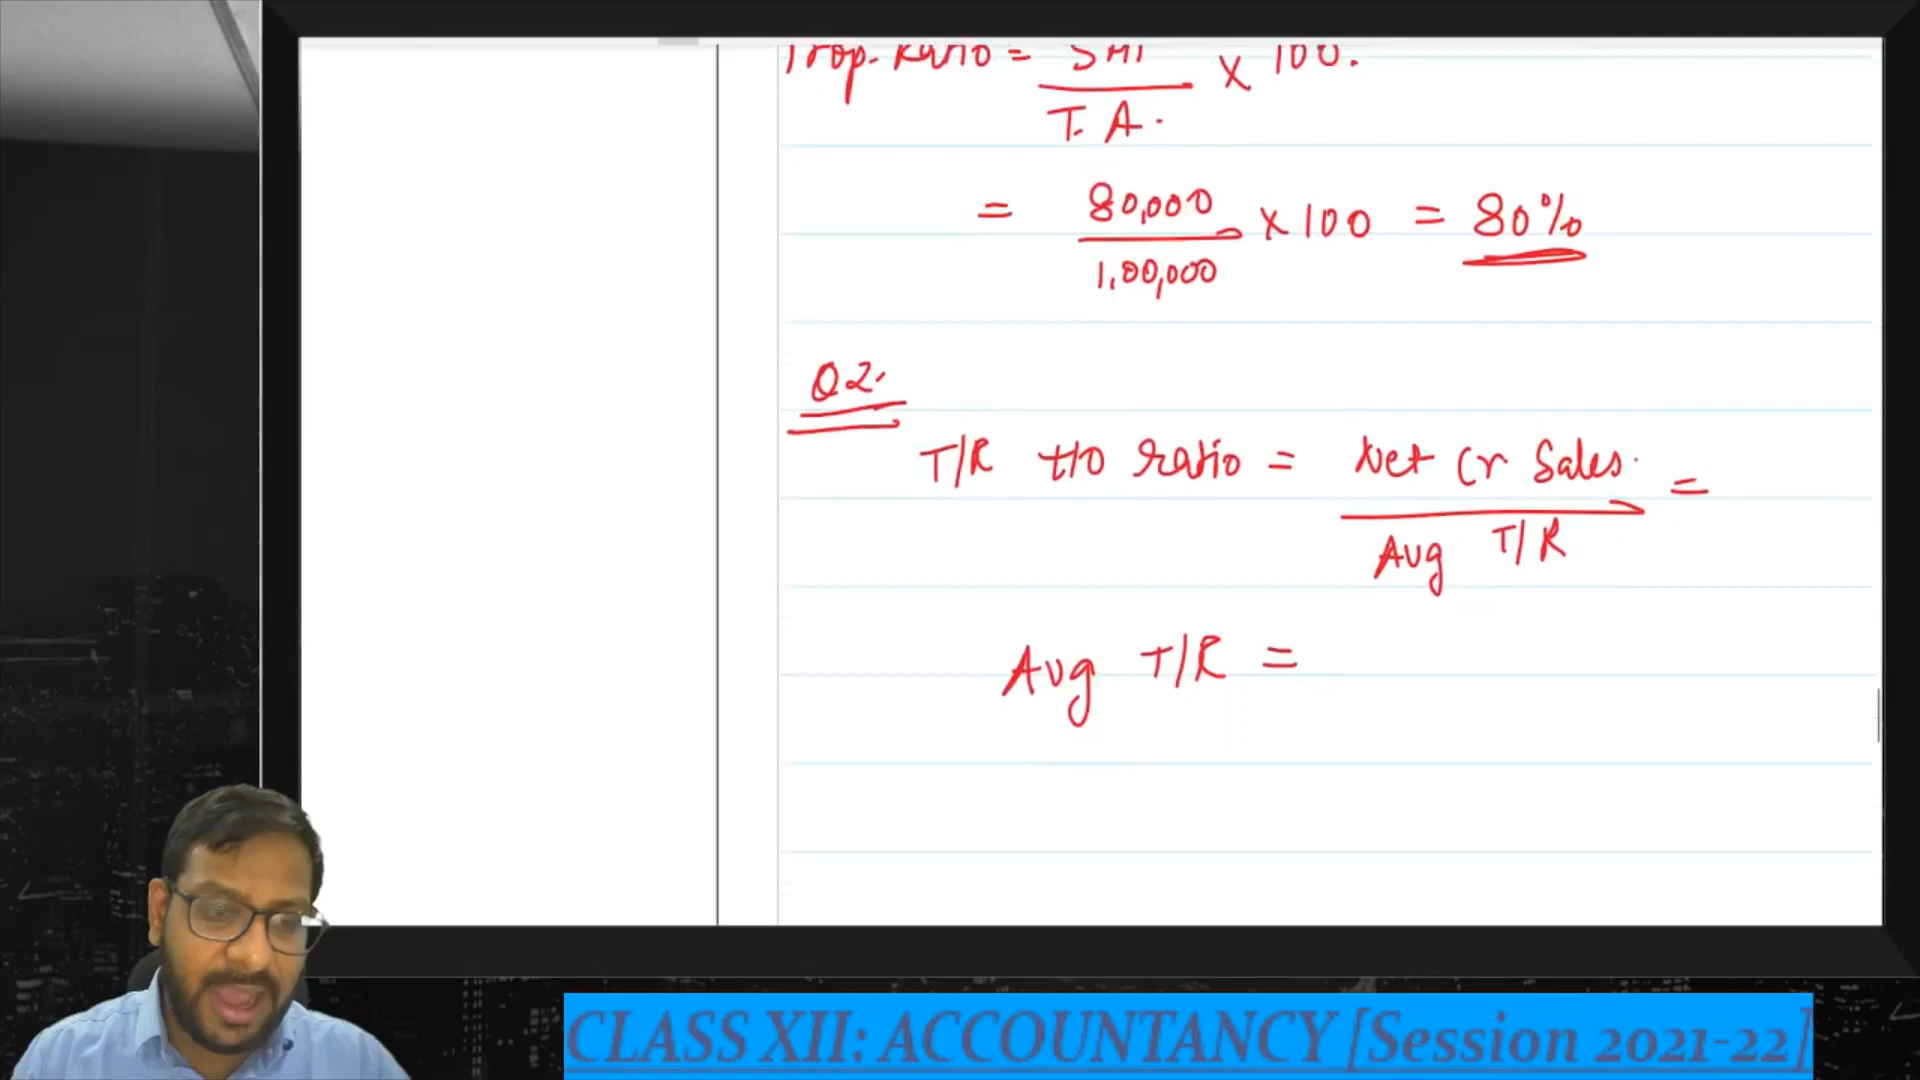 Prop. Ratio = SHF / T.A. × 100.
= 80,000 / 1,00,000 × 100 = 80%
Q2.
T/R t/o ratio = Net Cr Sales. / Avg T/R =
Avg T/R =
CLASS XII: ACCOUNTANCY [Session 2021-22]